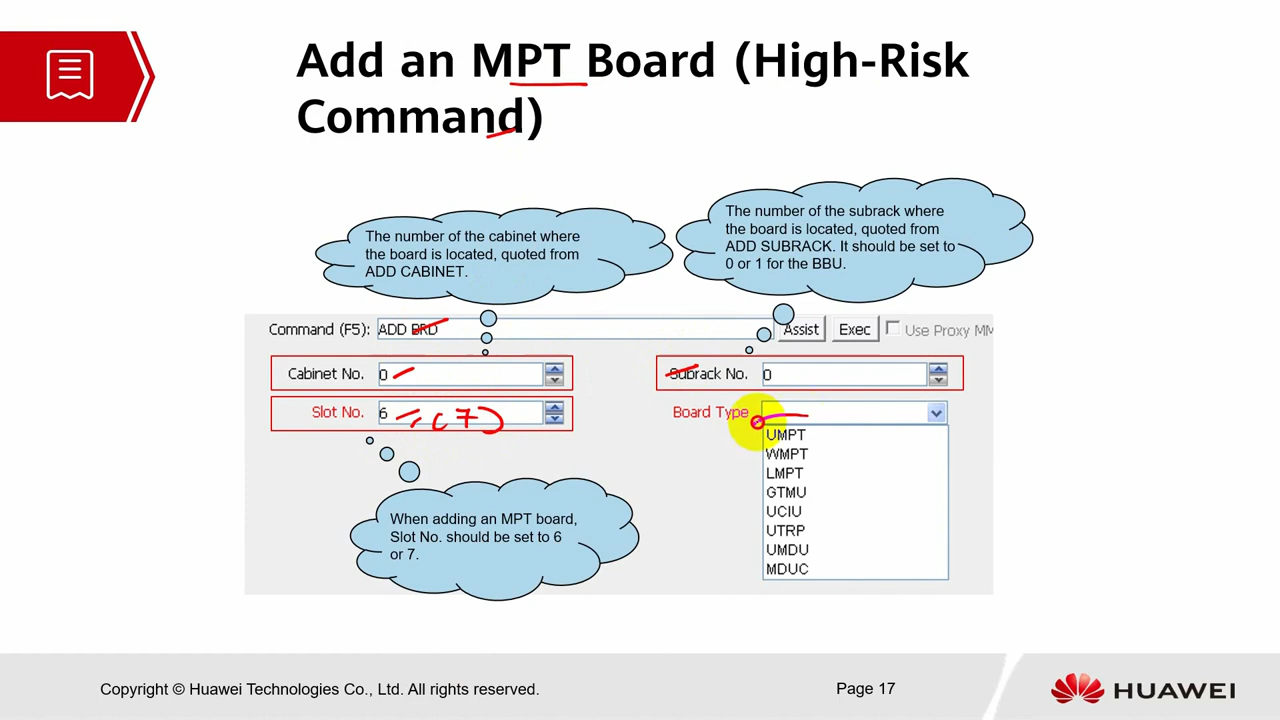 Add an MPT Board (High-Risk
Command)
The number of the cabinet where
the board is located, quoted from
ADD CABINET.
The number of the subrack where
the board is located, quoted from
ADD SUBRACK. It should be set to
0 or 1 for the BBU.
Command (F5): ADD BRD Assist Exec Use Proxy MM
Cabinet No. 0 Subrack No. 0
Slot No. 6 (7) Board Type
UMPT
WMPT
LMPT
GTMU
UCIU
UTRP
UMDU
MDUC
When adding an MPT board,
Slot No. should be set to 6
or 7.
Copyright © Huawei Technologies Co., Ltd. All rights reserved. Page 17 HUAWEI